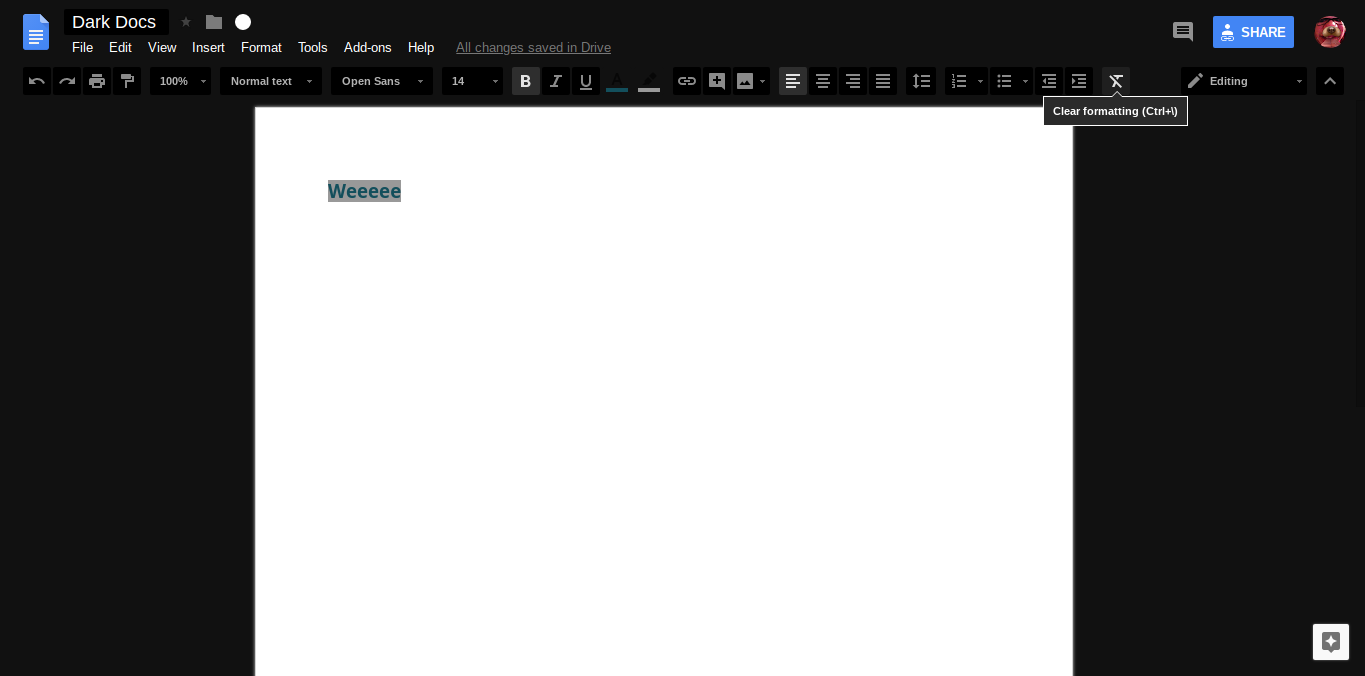 Dark Docs
File Edit View Insert Format Tools Add-ons Help All changes saved in Drive
SHARE
100% Normal text Open Sans 14 B I U A Editing
Clear formatting (Ctrl+\)
Weeeee